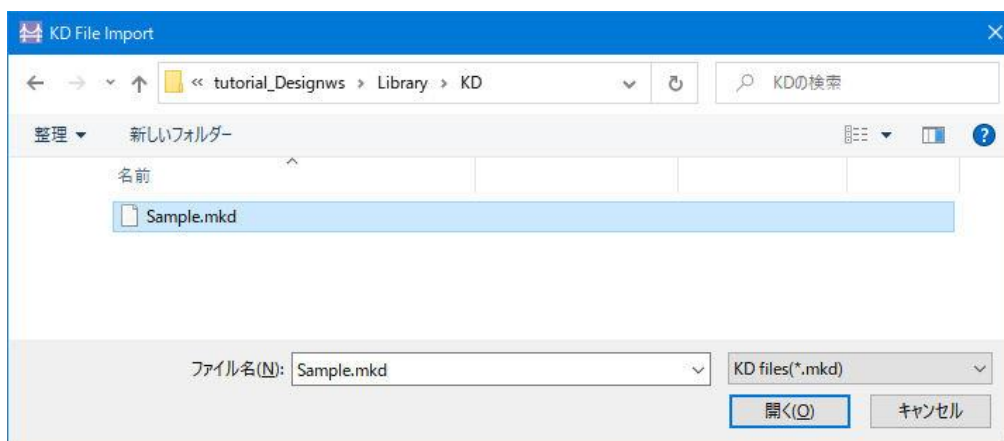 KD File Import
« tutorial_Designws > Library > KD
KDの検索
整理 新しいフォルダー
名前
Sample.mkd
ファイル名(N): Sample.mkd KD files(*.mkd)
開く(O) キャンセル